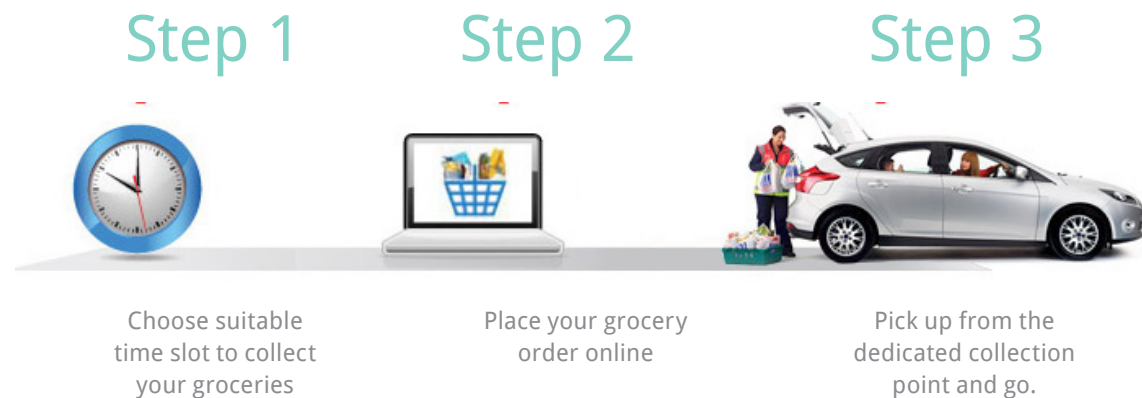 Step 1
Step 2
Step 3
Choose suitable
time slot to collect
your groceries
Place your grocery
order online
Pick up from the
dedicated collection
point and go.